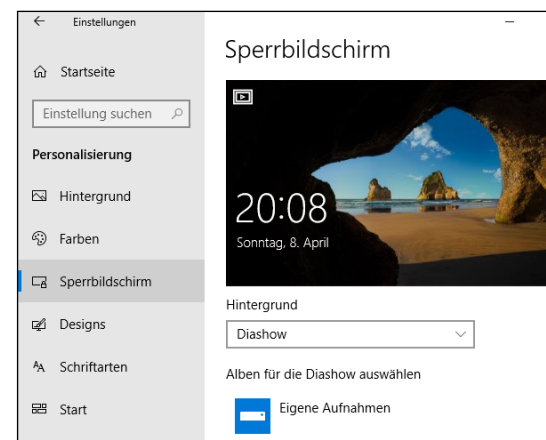 Einstellungen
Startseite
Einstellung suchen
Personalisierung
Hintergrund
Farben
Sperrbildschirm
Designs
Schriftarten
Start
Sperrbildschirm
20:08
Sonntag, 8. April
Hintergrund
Diashow
Alben für die Diashow auswählen
Eigene Aufnahmen